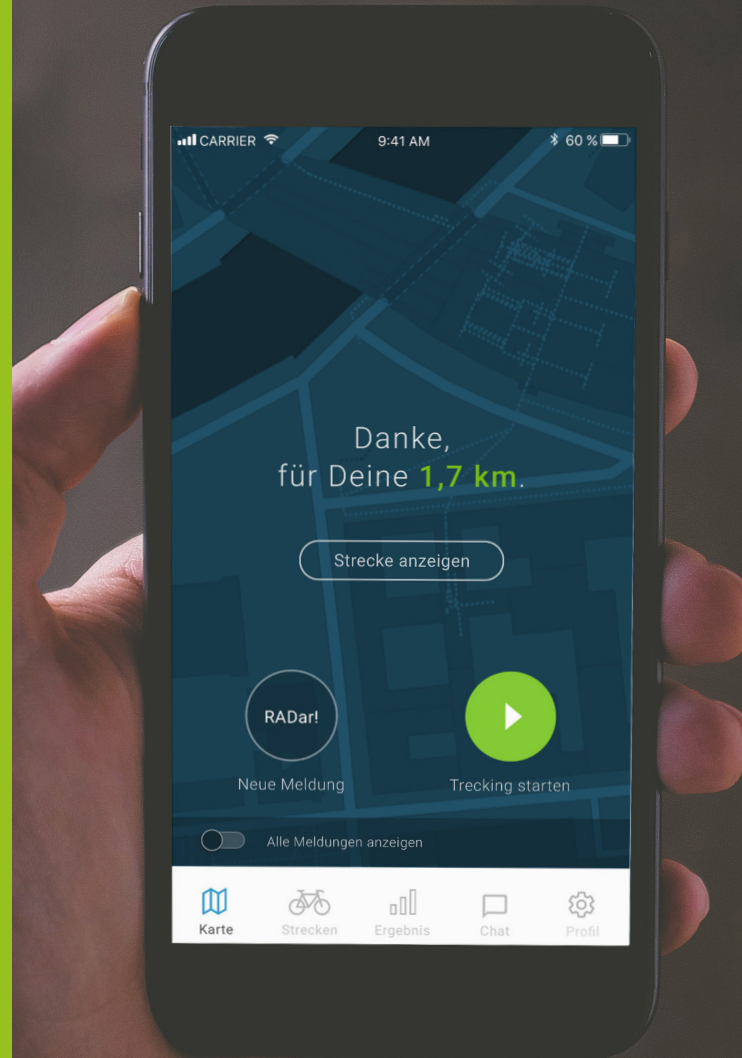 CARRIER 9:41 AM 60 %
Danke,
für Deine 1,7 km.
Strecke anzeigen
RADar!
Neue Meldung Trecking starten
Alle Meldungen anzeigen
Karte Strecken Ergebnis Chat Profil